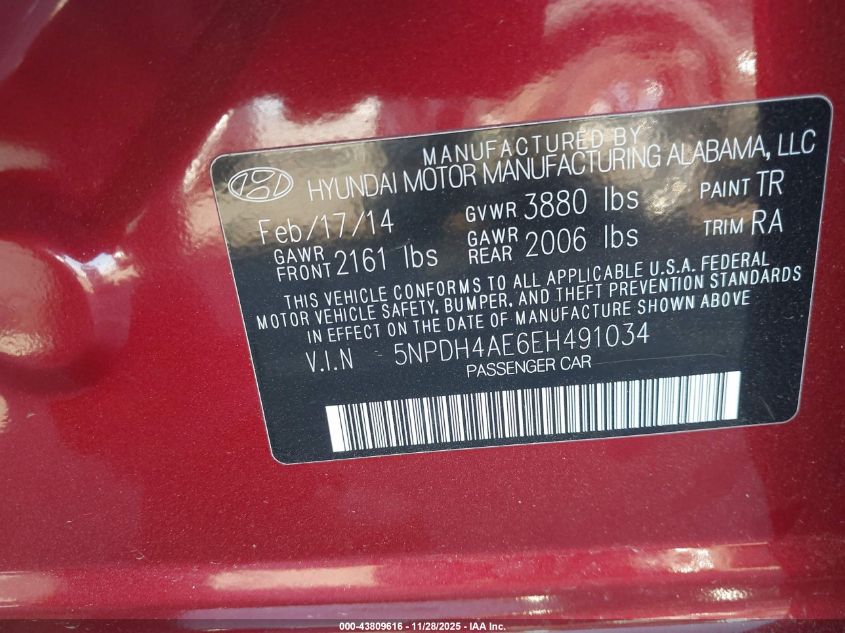 MANUFACTURED BY
HYUNDAI MOTOR MANUFACTURING ALABAMA, LLC
Feb/17/14 GVWR 3880 lbs PAINT TR
GAWR FRONT 2161 lbs GAWR REAR 2006 lbs TRIM RA
THIS VEHICLE CONFORMS TO ALL APPLICABLE U.S.A. FEDERAL
MOTOR VEHICLE SAFETY, BUMPER, AND THEFT PREVENTION STANDARDS
IN EFFECT ON THE DATE OF MANUFACTURE SHOWN ABOVE
V.I.N 5NPDH4AE6EH491034
PASSENGER CAR
000-43809616 - 11/28/2025 - IAA Inc.